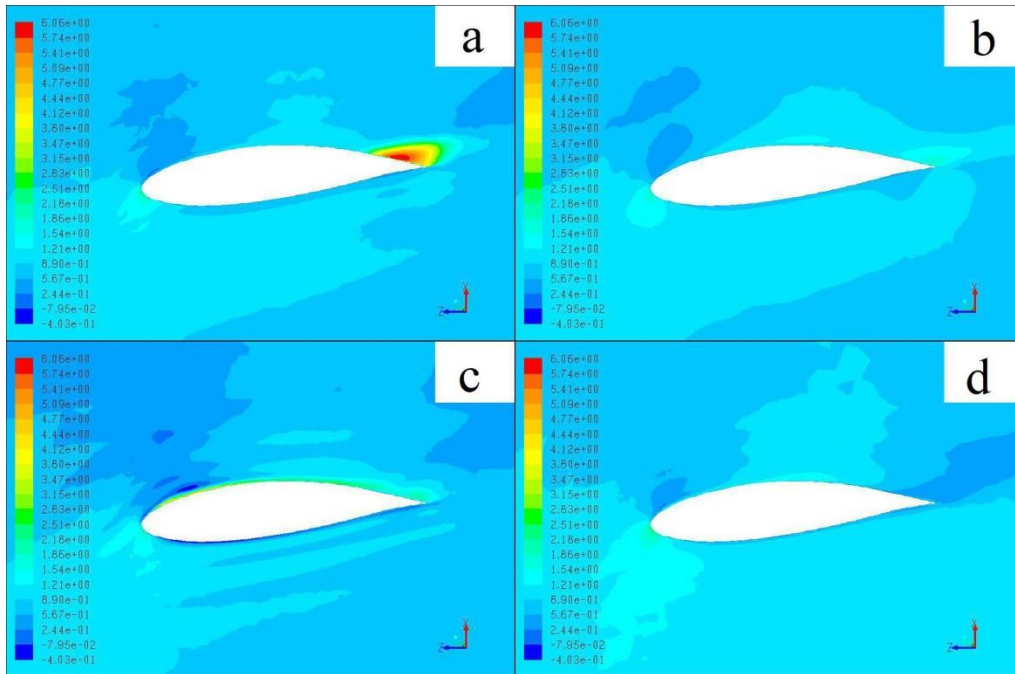 a
6.06e+00
5.74e+00
5.41e+00
5.09e+00
4.77e+00
4.44e+00
4.12e+00
3.80e+00
3.47e+00
3.15e+00
2.83e+00
2.51e+00
2.18e+00
1.86e+00
1.54e+00
1.21e+00
8.90e-01
5.67e-01
2.44e-01
-7.95e-02
-4.03e-01
Z
b
6.06e+00
5.74e+00
5.41e+00
5.09e+00
4.77e+00
4.44e+00
4.12e+00
3.80e+00
3.47e+00
3.15e+00
2.83e+00
2.51e+00
2.18e+00
1.86e+00
1.54e+00
1.21e+00
8.90e-01
5.67e-01
2.44e-01
-7.95e-02
-4.03e-01
Z
c
6.06e+00
5.74e+00
5.41e+00
5.09e+00
4.77e+00
4.44e+00
4.12e+00
3.80e+00
3.47e+00
3.15e+00
2.83e+00
2.51e+00
2.18e+00
1.86e+00
1.54e+00
1.21e+00
8.90e-01
5.67e-01
2.44e-01
-7.95e-02
-4.03e-01
Z
d
6.06e+00
5.74e+00
5.41e+00
5.09e+00
4.77e+00
4.44e+00
4.12e+00
3.80e+00
3.47e+00
3.15e+00
2.83e+00
2.51e+00
2.18e+00
1.86e+00
1.54e+00
1.21e+00
8.90e-01
5.67e-01
2.44e-01
-7.95e-02
-4.03e-01
Z